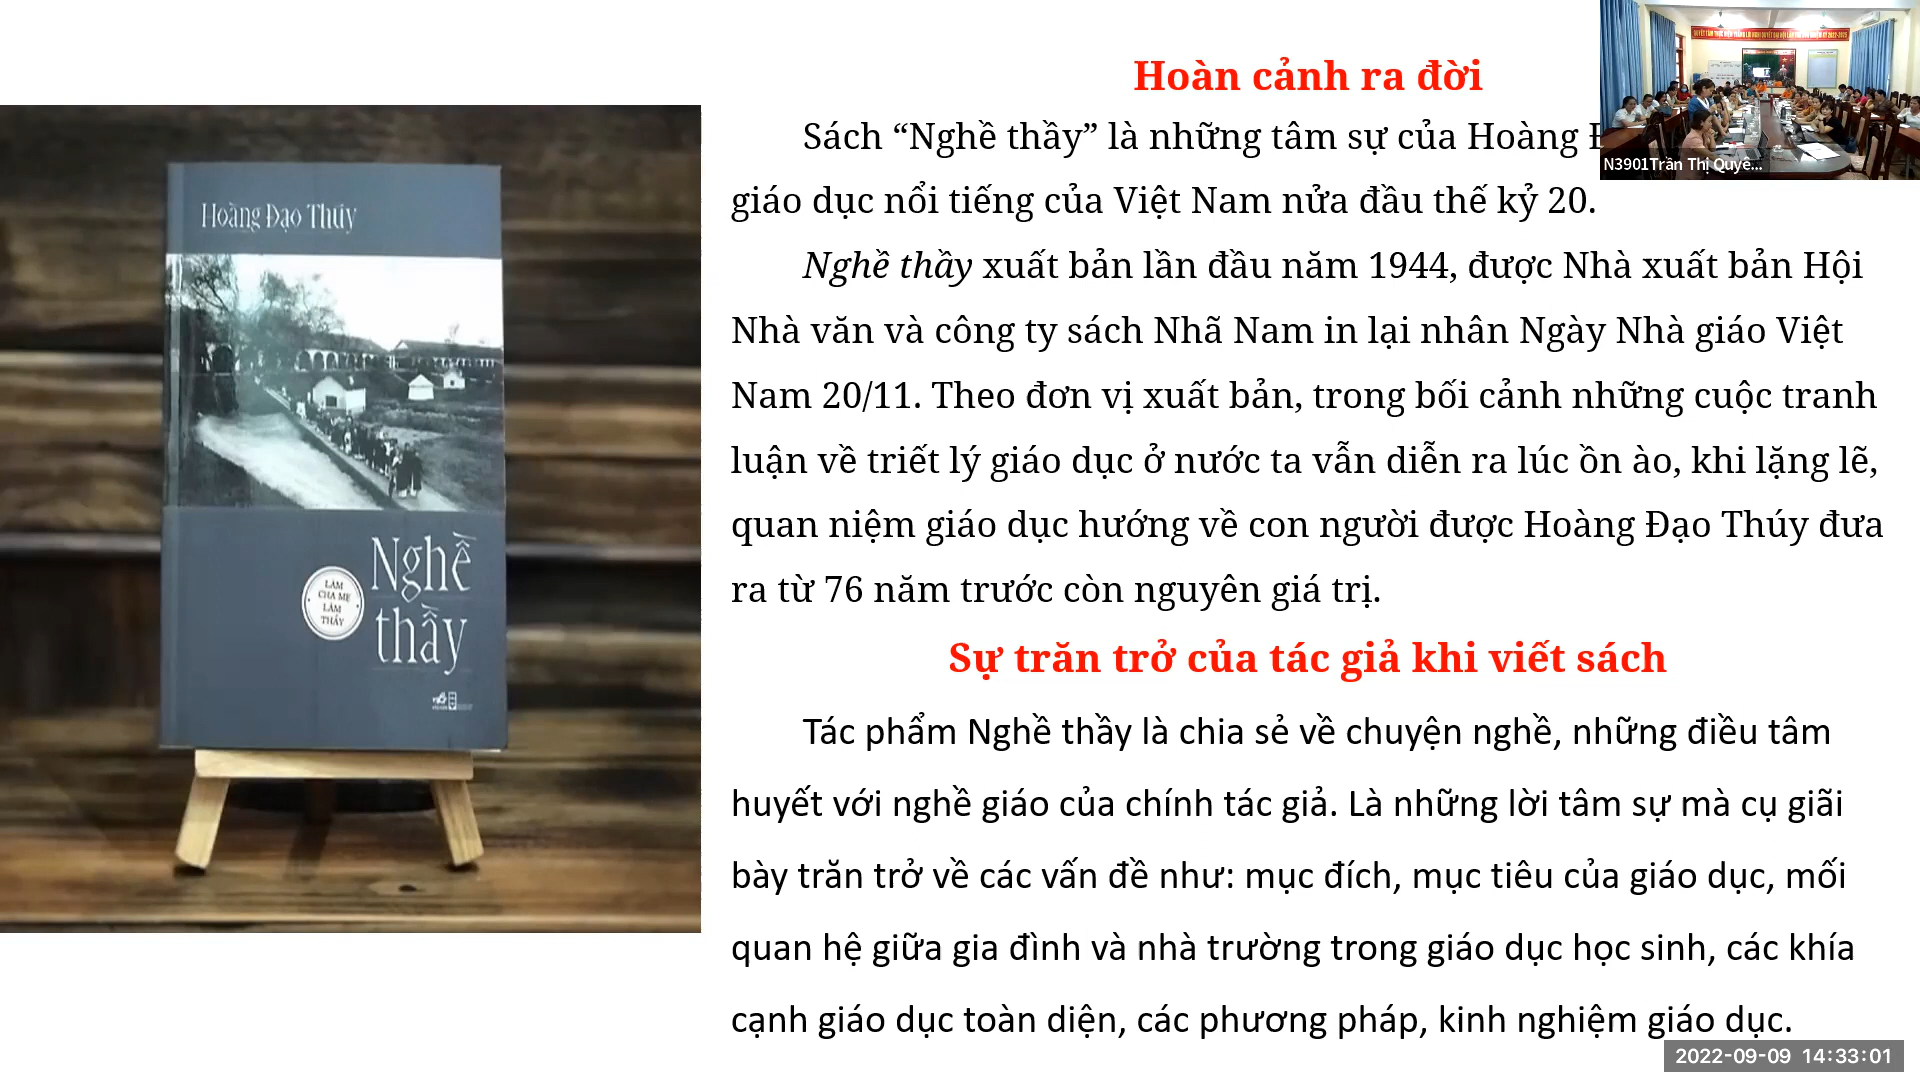 Hoàn cảnh ra đời
Sách “Nghề thầy” là những tâm sự của Hoàng
giáo dục nổi tiếng của Việt Nam nửa đầu thế kỷ 20.
Nghề thầy xuất bản lần đầu năm 1944, được Nhà xuất bản Hội
Nhà văn và công ty sách Nhã Nam in lại nhân Ngày Nhà giáo Việt
Nam 20/11. Theo đơn vị xuất bản, trong bối cảnh những cuộc tranh
luận về triết lý giáo dục ở nước ta vẫn diễn ra lúc ồn ào, khi lặng lẽ,
quan niệm giáo dục hướng về con người được Hoàng Đạo Thúy đưa
ra từ 76 năm trước còn nguyên giá trị.
Sự trăn trở của tác giả khi viết sách
Tác phẩm Nghề thầy là chia sẻ về chuyện nghề, những điều tâm
huyết với nghề giáo của chính tác giả. Là những lời tâm sự mà cụ giãi
bày trăn trở về các vấn đề như: mục đích, mục tiêu của giáo dục, mối
quan hệ giữa gia đình và nhà trường trong giáo dục học sinh, các khía
cạnh giáo dục toàn diện, các phương pháp, kinh nghiệm giáo dục.
Hoàng Đạo Thúy
LÀM
CHA MẸ
LÀM
THẦY
Nghề
thầy
N3901Trần Thị Quyê...
2022-09-09 14:33:01